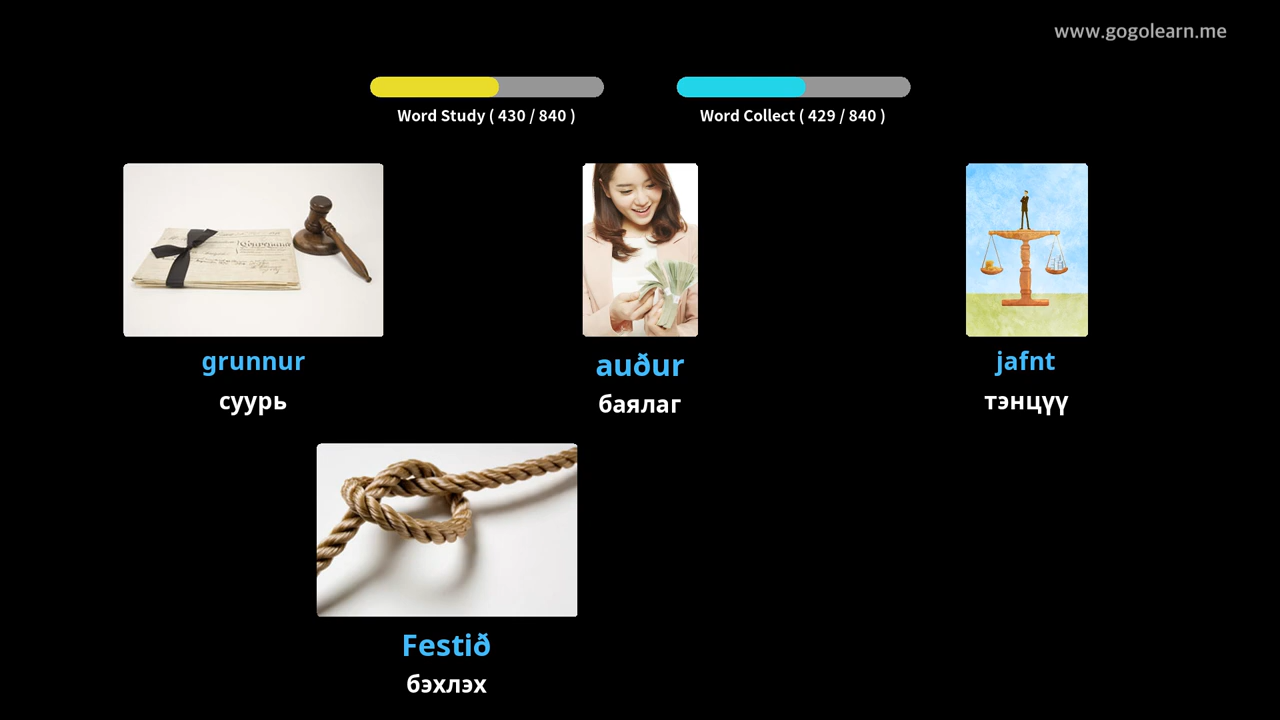 www.gogolearn.me
Word Study ( 430 / 840 )
Word Collect ( 429 / 840 )
grunnur
суурь
auður
баялаг
jafnt
тэнцүү
Festið
бэхлэх